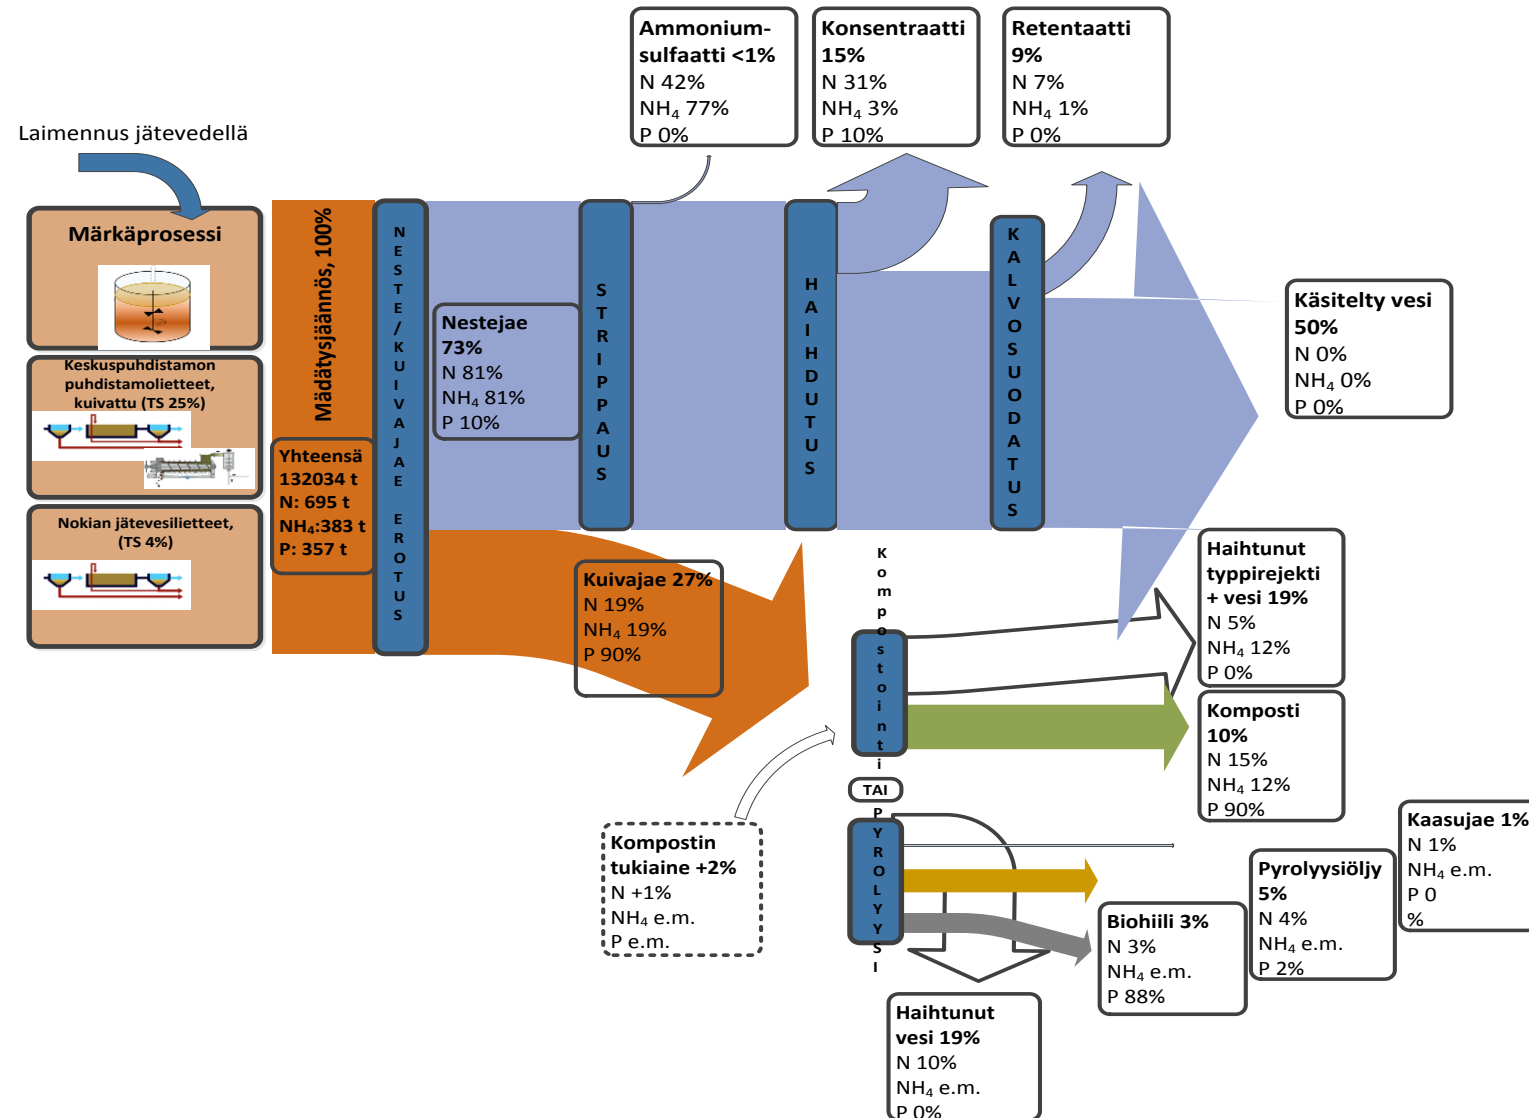 Laimennus jätevedellä
Märkäprosessi
Keskuspuhdistamon
puhdistamolietteet,
kuivattu (TS 25%)
Nokian jätevesilietteet,
(TS 4%)
Mädätysjäännös, 100%
Yhteensä
132034 t
N: 695 t
NH₄:383 t
P: 357 t
NESTE/KUIVAJAE EROTUS
Nestejae
73%
N 81%
NH₄ 81%
P 10%
STRIPPAUS
Ammonium-
sulfaatti <1%
N 42%
NH₄ 77%
P 0%
HAIHDUTUS
Konsentraatti
15%
N 31%
NH₄ 3%
P 10%
KALVOSUODATUS
Retentaatti
9%
N 7%
NH₄ 1%
P 0%
Käsitelty vesi
50%
N 0%
NH₄ 0%
P 0%
Kuivajae 27%
N 19%
NH₄ 19%
P 90%
Kompostointi
Haihtunut
typpirejekti
+ vesi 19%
N 5%
NH₄ 12%
P 0%
Komposti
10%
N 15%
NH₄ 12%
P 90%
TAI
Kompostin
tukiaine +2%
N +1%
NH₄ e.m.
P e.m.
PYROLYYSI
Kaasujae 1%
N 1%
NH₄ e.m.
P 0
%
Pyrolyysiöljy
5%
N 4%
NH₄ e.m.
P 2%
Biohiili 3%
N 3%
NH₄ e.m.
P 88%
Haihtunut
vesi 19%
N 10%
NH₄ e.m.
P 0%